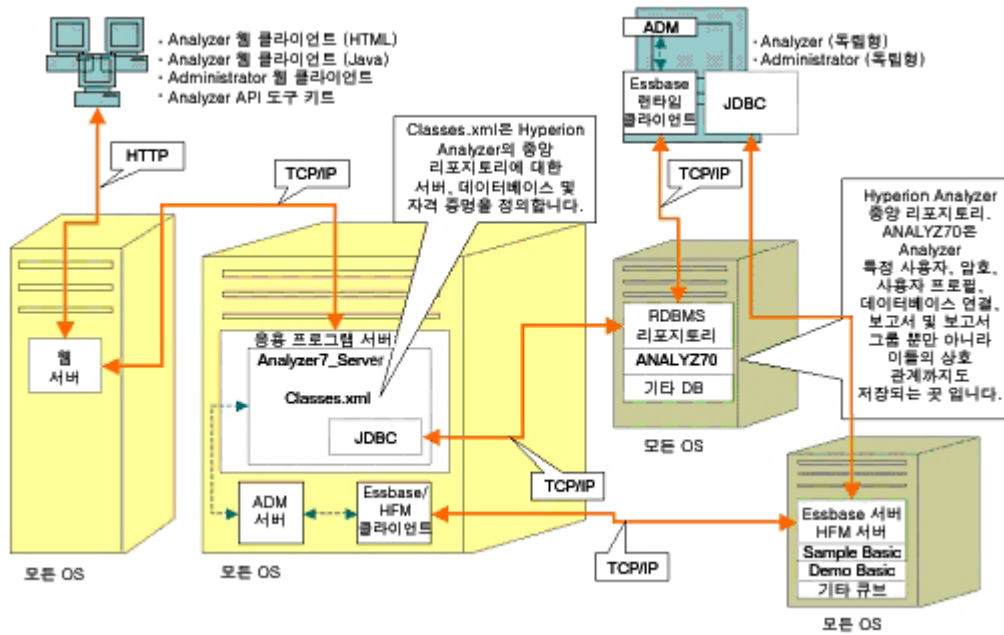 · Analyzer 웹 클라이언트 (HTML)
· Analyzer 웹 클라이언트 (Java)
· Administrator 웹 클라이언트
· Analyzer API 도구 키트
ADM
Essbase
런타임
클라이언트
JDBC
· Analyzer (독립형)
· Administrator (독립형)
HTTP
TCP/IP
Classes.xml은 Hyperion
Analyzer의 중앙
리포지토리에 대한
서버, 데이터베이스 및
자격 증명을 정의합니다.
TCP/IP
Hyperion Analyzer
중앙 리포지토리.
ANALYZ70은
Analyzer
특정 사용자, 암호,
사용자 프로필,
데이터베이스 연결,
보고서 및 보고서
그룹 뿐만 아니라
이들의 상호
관계까지도
저장되는 곳 입니다.
웹
서버
응용 프로그램 서버
Analyzer7_Server
Classes.xml
JDBC
RDBMS
리포지토리
ANALYZ70
기타 DB
모든 OS
TCP/IP
ADM
서버
Essbase/
HFM
클라이언트
TCP/IP
Essbase 서버
HFM 서버
Sample Basic
Demo Basic
기타 큐브
모든 OS
모든 OS
모든 OS